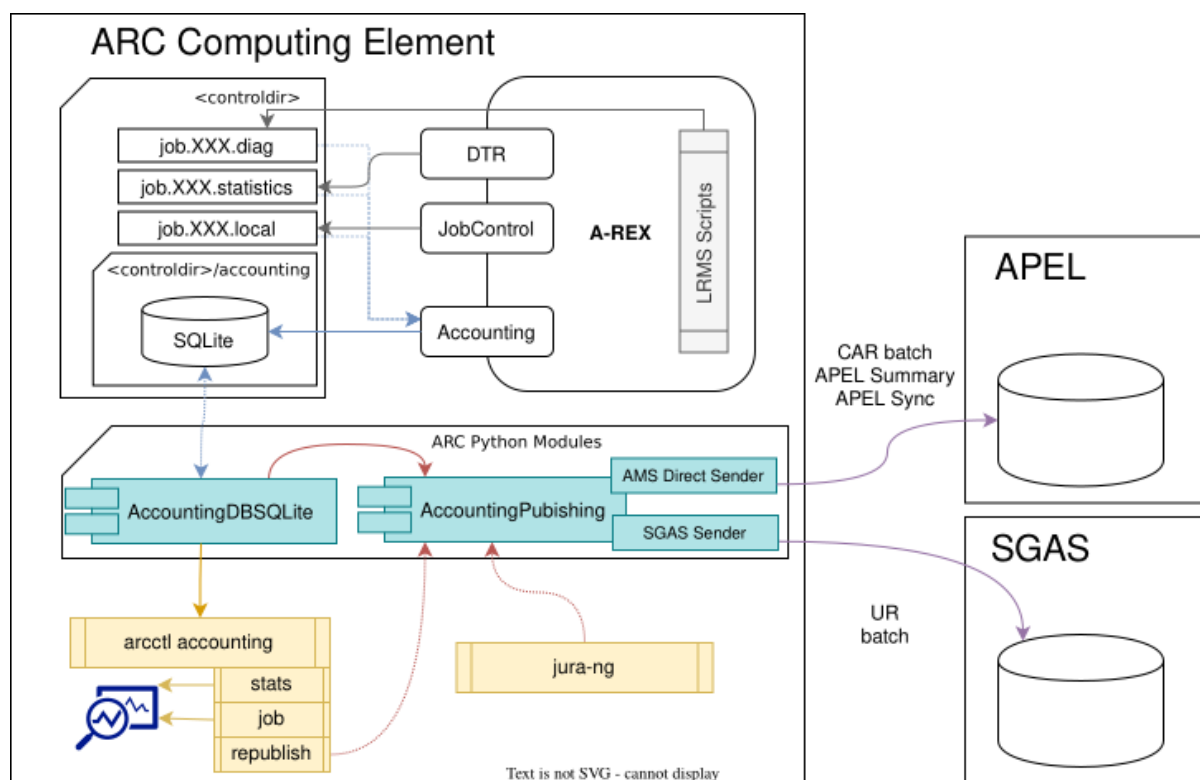 ARC Computing Element
<controldir>
job.XXX.diag
job.XXX.statistics
job.XXX.local
<controldir>/accounting
SQLite
DTR
JobControl
Accounting
A-REX
LRMS Scripts
APEL
CAR batch
APEL Summary
APEL Sync
ARC Python Modules
AccountingDBSQLite
AccountingPubishing
AMS Direct Sender
SGAS Sender
SGAS
UR
batch
arcctl accounting
stats
job
republish
jura-ng
Text is not SVG - cannot display